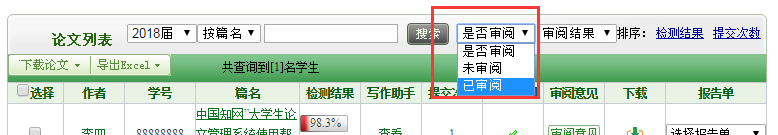 论文列表 2018届 按篇名 搜索 是否审阅 审阅结果 排序： 检测结果 提交次数
是否审阅
未审阅
已审阅
下载论文 导出Excel 共查询到[1]名学生
选择 作者 学号 篇名 检测结果 写作助手 提交次 审阅意见 下载 报告单
中国知网"大学生论
98.3%
李四 88888888 文管理系统使用帮 查看 1 审阅意见 选择报告单